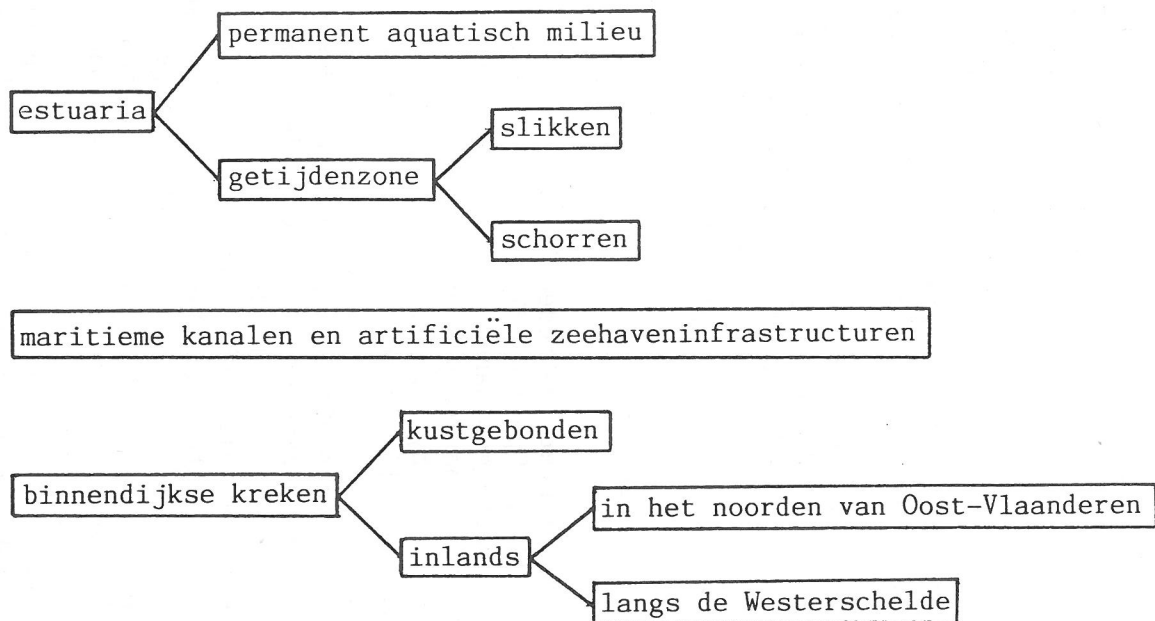 permanent aquatisch milieu
estuaria
slikken
getijdenzone
schorren
maritieme kanalen en artificiële zeehaveninfrastructuren
kustgebonden
binnendijkse kreken
in het noorden van Oost-Vlaanderen
inlands
langs de Westerschelde